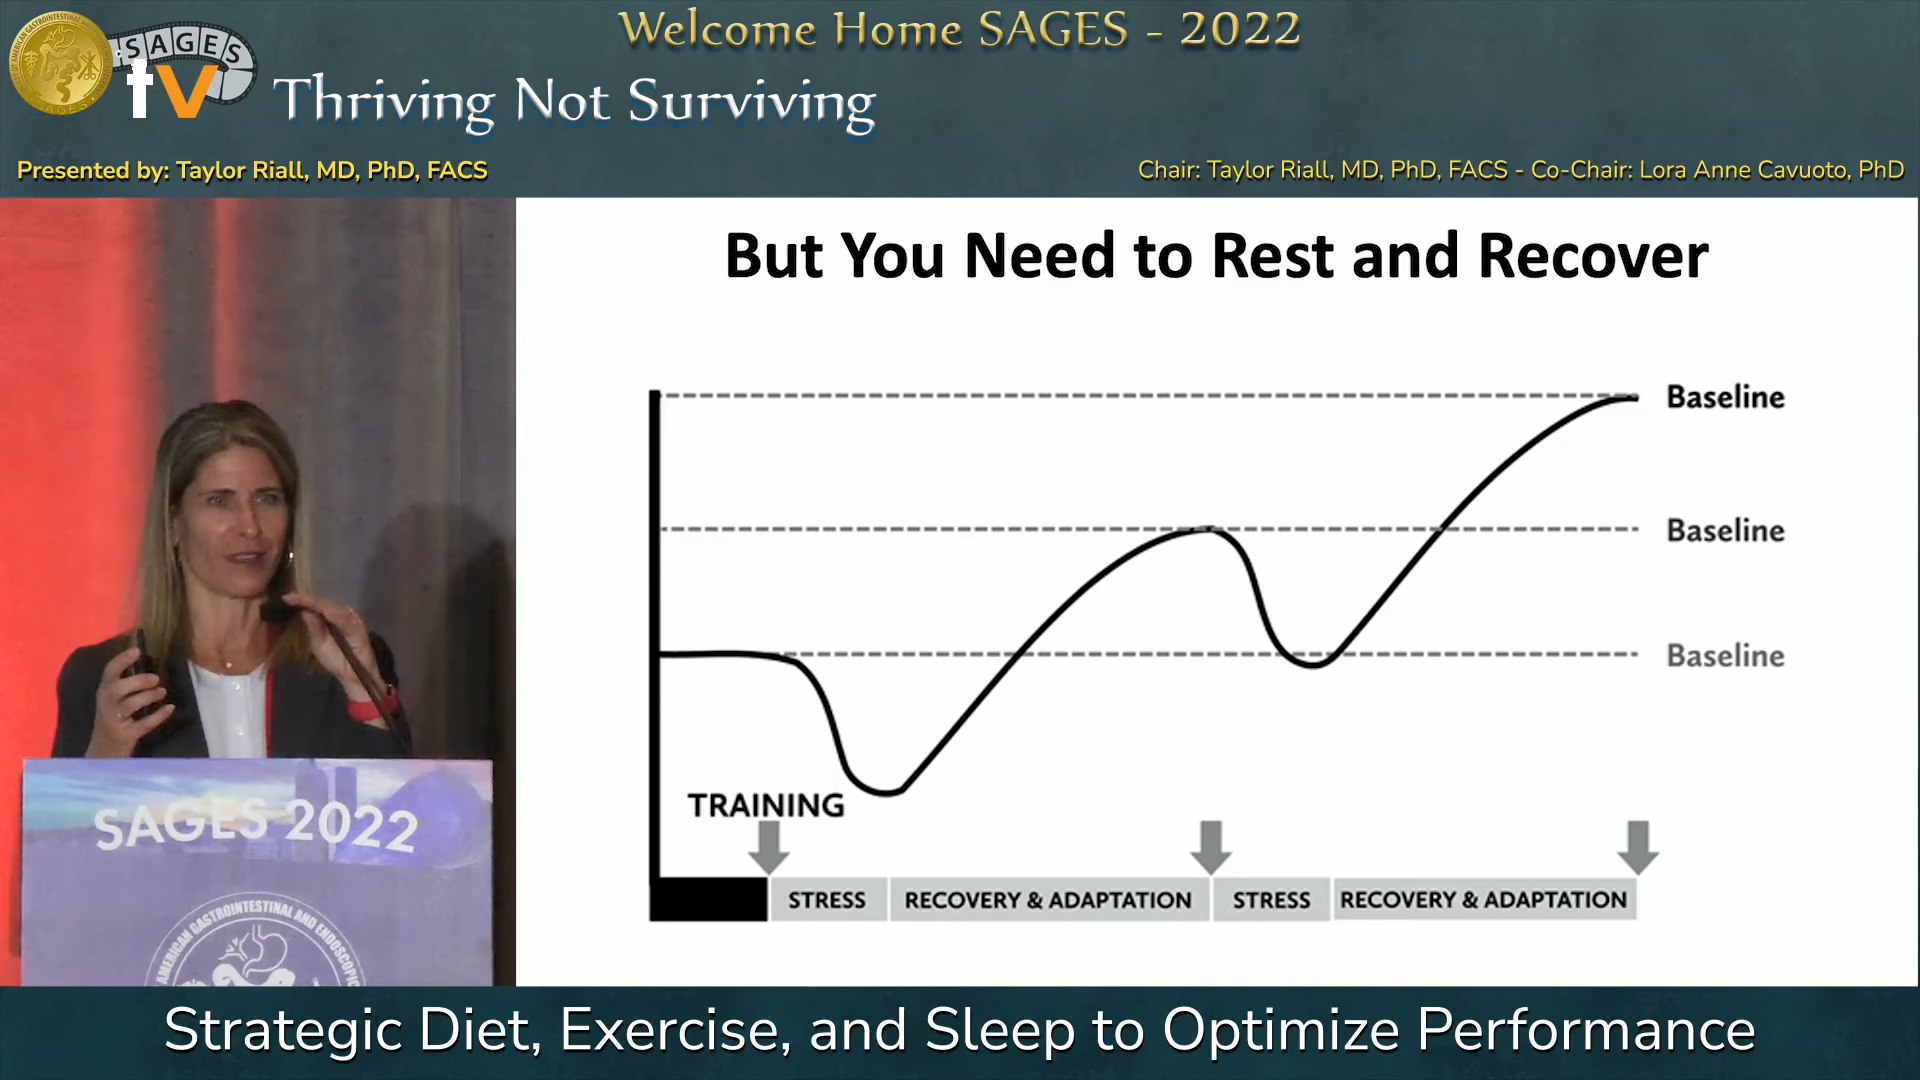 Welcome Home SAGES - 2022
SAGES
tv
Thriving Not Surviving
Presented by: Taylor Riall, MD, PhD, FACS
Chair: Taylor Riall, MD, PhD, FACS - Co-Chair: Lora Anne Cavuoto, PhD
But You Need to Rest and Recover
Baseline
Baseline
Baseline
TRAINING
STRESS
RECOVERY & ADAPTATION
STRESS
RECOVERY & ADAPTATION
SAGES 2022
AMERICAN GASTROINTESTINAL AND ENDOSCOPIC
Strategic Diet, Exercise, and Sleep to Optimize Performance